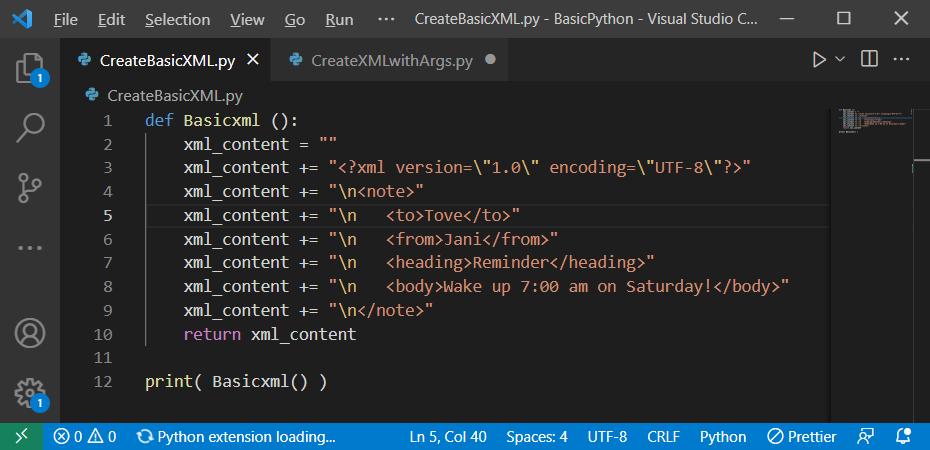 File Edit Selection View Go Run ··· CreateBasicXML.py - BasicPython - Visual Studio C...
CreateBasicXML.py CreateXMLwithArgs.py
1
CreateBasicXML.py
1 def Basicxml ():
2     xml_content = ""
3     xml_content += "<?xml version=\"1.0\" encoding=\"UTF-8\"?>"
4     xml_content += "\n<note>"
5     xml_content += "\n   <to>Tove</to>"
6     xml_content += "\n   <from>Jani</from>"
7     xml_content += "\n   <heading>Reminder</heading>"
8     xml_content += "\n   <body>Wake up 7:00 am on Saturday!</body>"
9     xml_content += "\n</note>"
10     return xml_content
11
12 print( Basicxml() )
1
0 0 Python extension loading... Ln 5, Col 40 Spaces: 4 UTF-8 CRLF Python Prettier